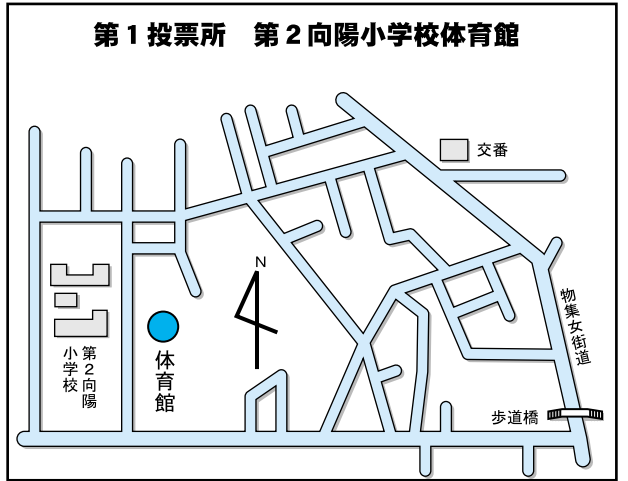 第１投票所　第２向陽小学校体育館
交番
N
物集女街道
第２向陽
小学校
体育館
歩道橋